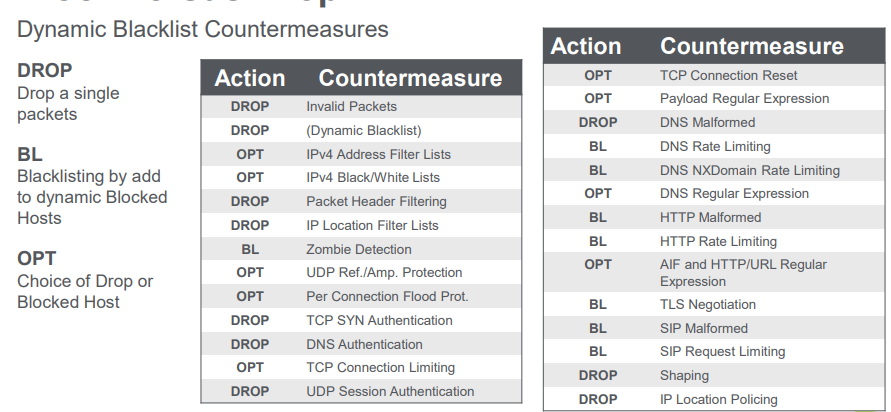 Dynamic Blacklist Countermeasures
DROP
Drop a single
packets
BL
Blacklisting by add
to dynamic Blocked
Hosts
OPT
Choice of Drop or
Blocked Host
Action Countermeasure
DROP Invalid Packets
DROP (Dynamic Blacklist)
OPT IPv4 Address Filter Lists
OPT IPv4 Black/White Lists
DROP Packet Header Filtering
DROP IP Location Filter Lists
BL Zombie Detection
OPT UDP Ref./Amp. Protection
OPT Per Connection Flood Prot.
DROP TCP SYN Authentication
DROP DNS Authentication
OPT TCP Connection Limiting
DROP UDP Session Authentication
Action Countermeasure
OPT TCP Connection Reset
OPT Payload Regular Expression
DROP DNS Malformed
BL DNS Rate Limiting
BL DNS NXDomain Rate Limiting
OPT DNS Regular Expression
BL HTTP Malformed
BL HTTP Rate Limiting
OPT AIF and HTTP/URL Regular
Expression
BL TLS Negotiation
BL SIP Malformed
BL SIP Request Limiting
DROP Shaping
DROP IP Location Policing